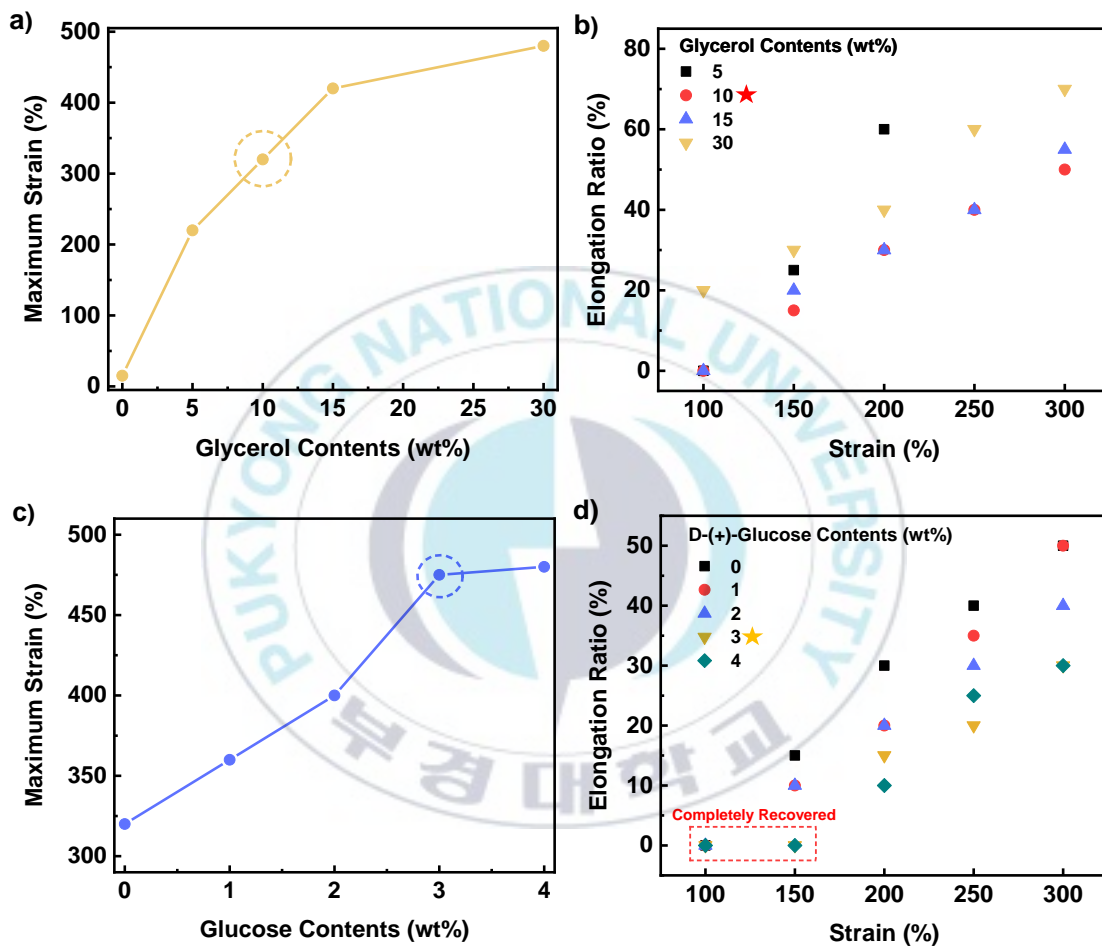 a)
500
400
300
200
100
0
Maximum Strain (%)
0 5 10 15 20 25 30
Glycerol Contents (wt%)
b)
80
60
40
20
0
Elongation Ratio (%)
Glycerol Contents (wt%)
5
10
15
30
100 150 200 250 300
Strain (%)
c)
500
450
400
350
300
Maximum Strain (%)
0 1 2 3 4
Glucose Contents (wt%)
d)
50
40
30
20
10
0
Elongation Ratio (%)
D-(+)-Glucose Contents (wt%)
0
1
2
3
4
Completely Recovered
100 150 200 250 300
Strain (%)
PUKYONG NATIONAL UNIVERSITY
부경대학교